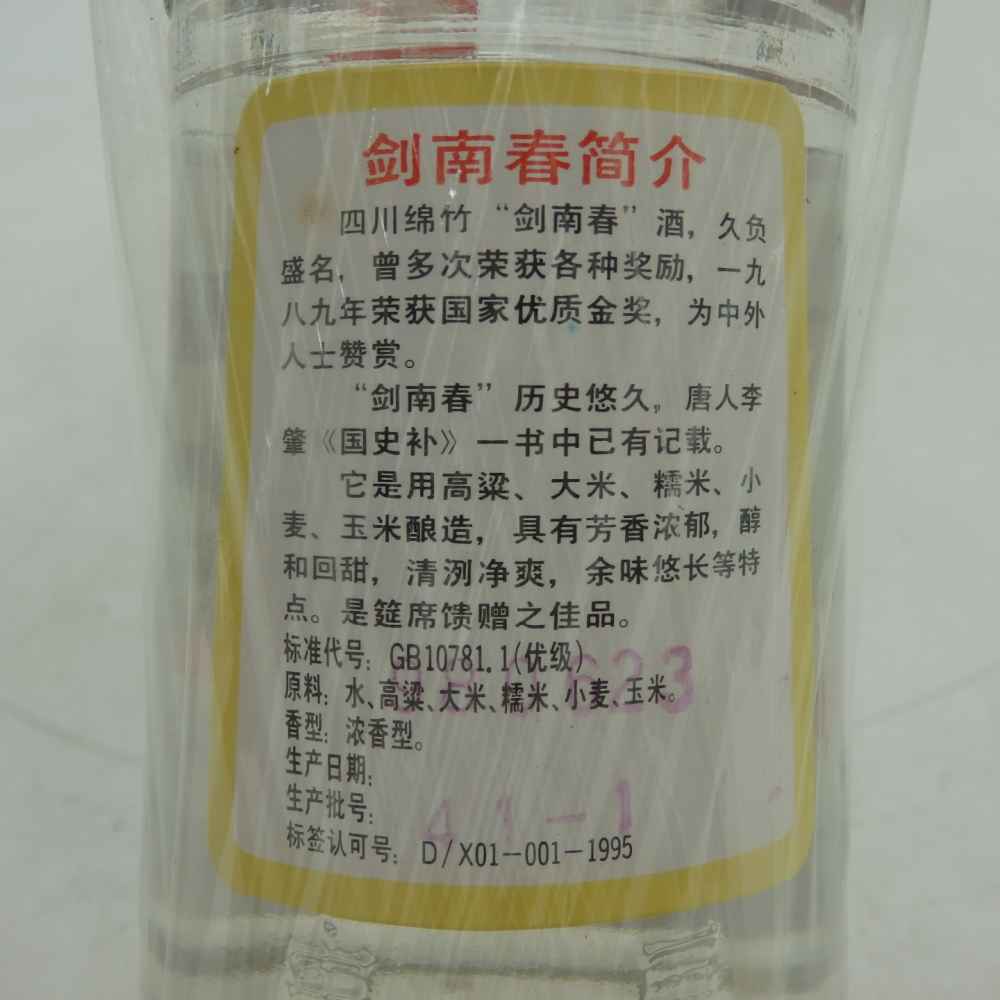 剑南春简介
四川绵竹“剑南春”酒，久负
盛名，曾多次荣获各种奖励，一九
八九年荣获国家优质金奖，为中外
人士赞赏。
“剑南春”历史悠久，唐人李
肇《国史补》一书中已有记载。
它是用高粱、大米、糯米、小
麦、玉米酿造，具有芳香浓郁，醇
和回甜，清洌净爽，余味悠长等特
点。是筵席馈赠之佳品。
标准代号：GB10781.1(优级)
原料：水、高粱、大米、糯米、小麦、玉米。
香型：浓香型。
生产日期：
生产批号：
41-1
标签认可号：D/X01-001-1995